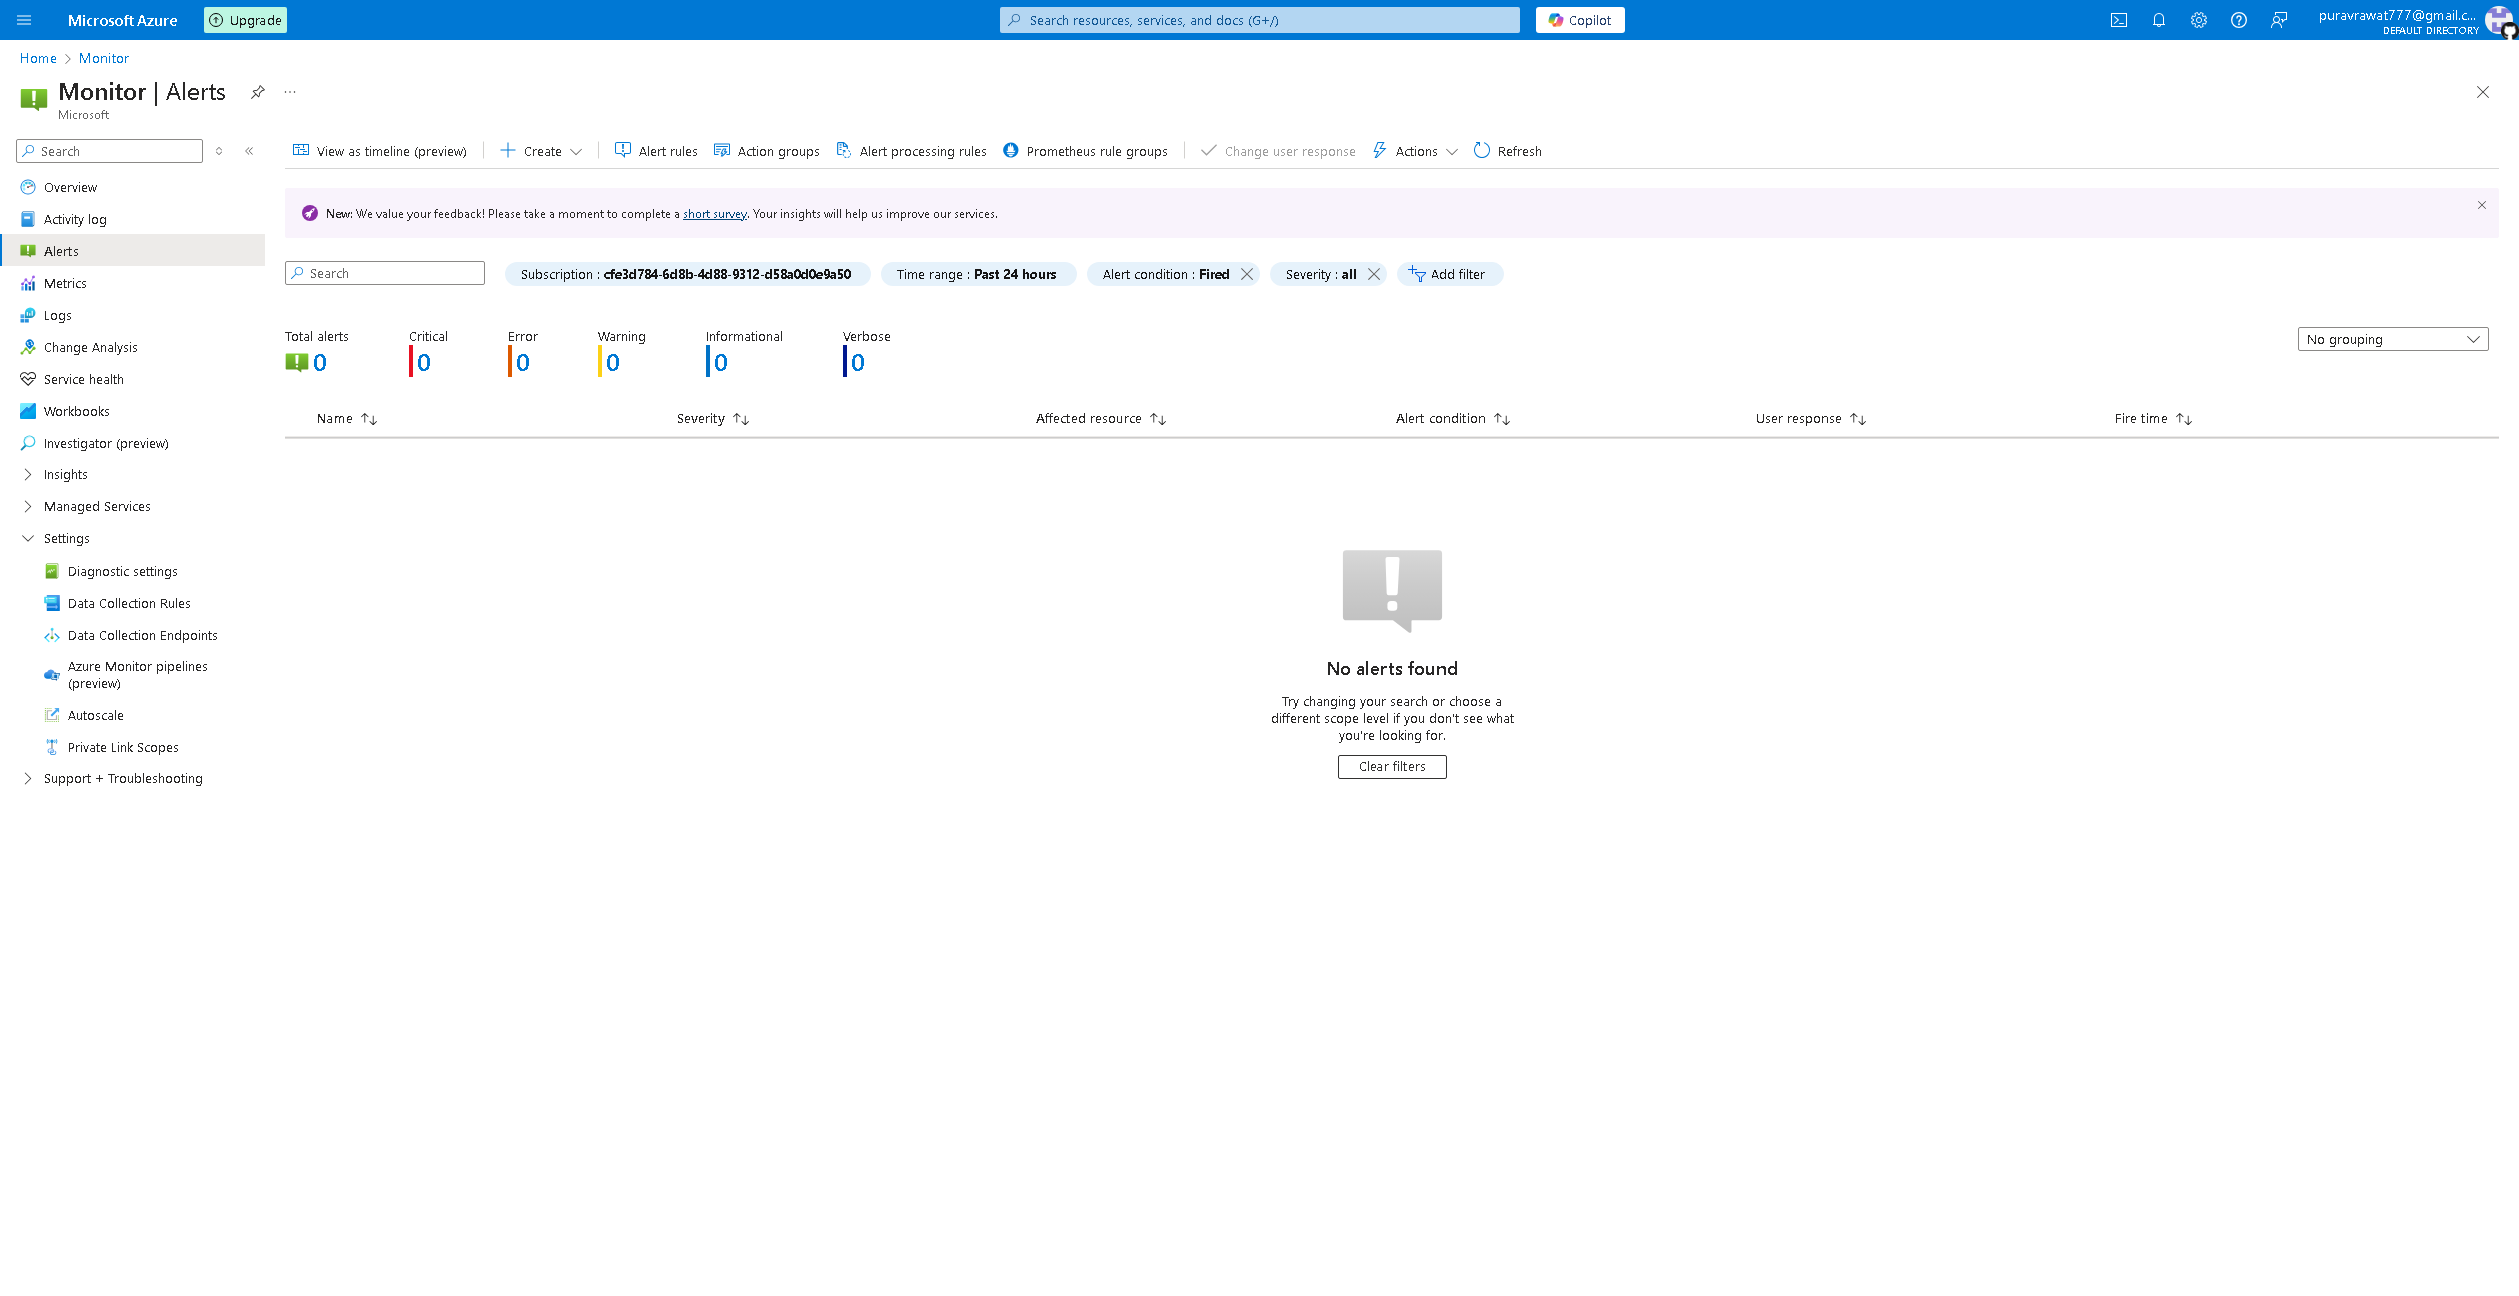 Microsoft Azure
Upgrade
Search resources, services, and docs (G+/)
Copilot
puravrawat777@gmail.c...
DEFAULT DIRECTORY
Home
Monitor
Monitor | Alerts
...
Microsoft
Search
View as timeline (preview)
Create
Alert rules
Action groups
Alert processing rules
Prometheus rule groups
Change user response
Actions
Refresh
Overview
Activity log
Alerts
Metrics
Logs
Change Analysis
Service health
Workbooks
Investigator (preview)
Insights
Managed Services
Settings
Diagnostic settings
Data Collection Rules
Data Collection Endpoints
Azure Monitor pipelines
(preview)
Autoscale
Private Link Scopes
Support + Troubleshooting
New: We value your feedback! Please take a moment to complete a short survey. Your insights will help us improve our services.
Search
Subscription : cfe3d784-6d8b-4d88-9312-d58a0d0e9a50
Time range : Past 24 hours
Alert condition : Fired
Severity : all
Add filter
Total alerts
0
Critical
0
Error
0
Warning
0
Informational
0
Verbose
0
No grouping
Name
Severity
Affected resource
Alert condition
User response
Fire time
No alerts found
Try changing your search or choose a
different scope level if you don't see what
you're looking for.
Clear filters